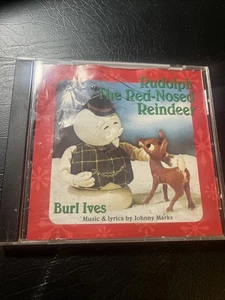 Rudolph
The Red-Nosed
Reindeer
Burl Ives
Music & lyrics by Johnny Marks